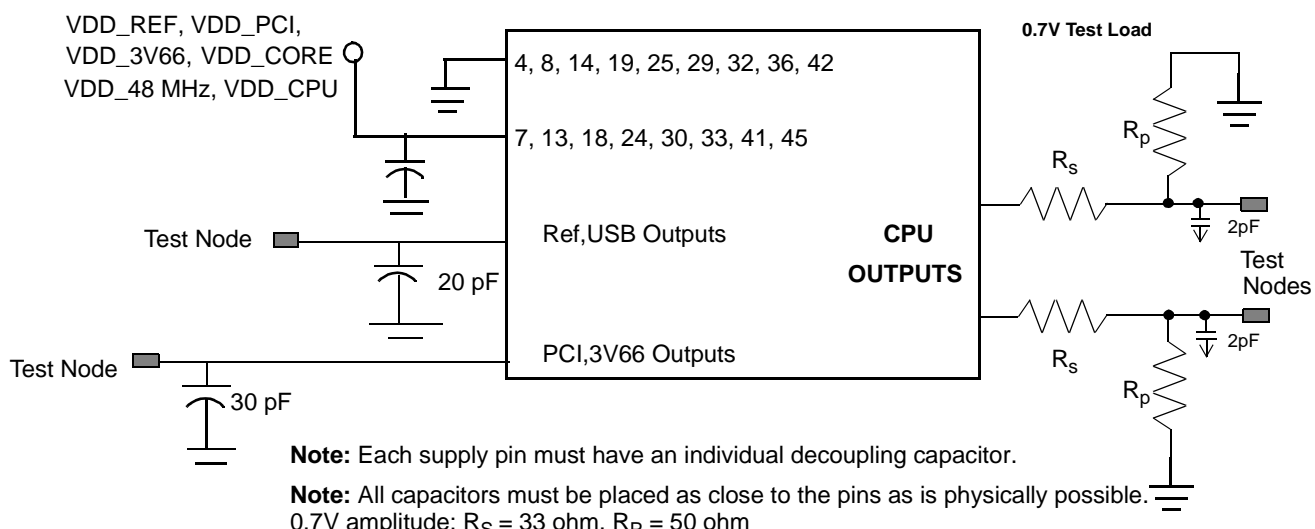 VDD_REF, VDD_PCI,
VDD_3V66, VDD_CORE
VDD_48 MHz, VDD_CPU
4, 8, 14, 19, 25, 29, 32, 36, 42
7, 13, 18, 24, 30, 33, 41, 45
0.7V Test Load
Rp
Rs
2pF
Test Node
Ref,USB Outputs
20 pF
CPU
OUTPUTS
Test
Nodes
Rs
2pF
Rp
Test Node
PCI,3V66 Outputs
30 pF
Note: Each supply pin must have an individual decoupling capacitor.
Note: All capacitors must be placed as close to the pins as is physically possible.
0.7V amplitude: RS = 33 ohm, RP = 50 ohm